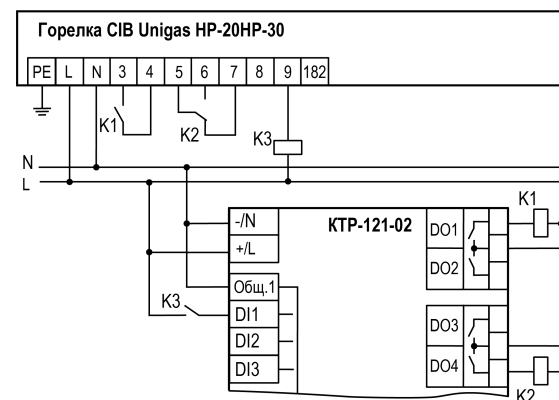 Горелка CIB Unigas HP-20HP-30
PE L N 3 4 5 6 7 8 9 182
K1
K2
K3
N
L
K1
-/N
КТР-121-02
DO1
+/L
DO2
Общ.1
K3
DI1
DO3
DI2
DI3
DO4
K2